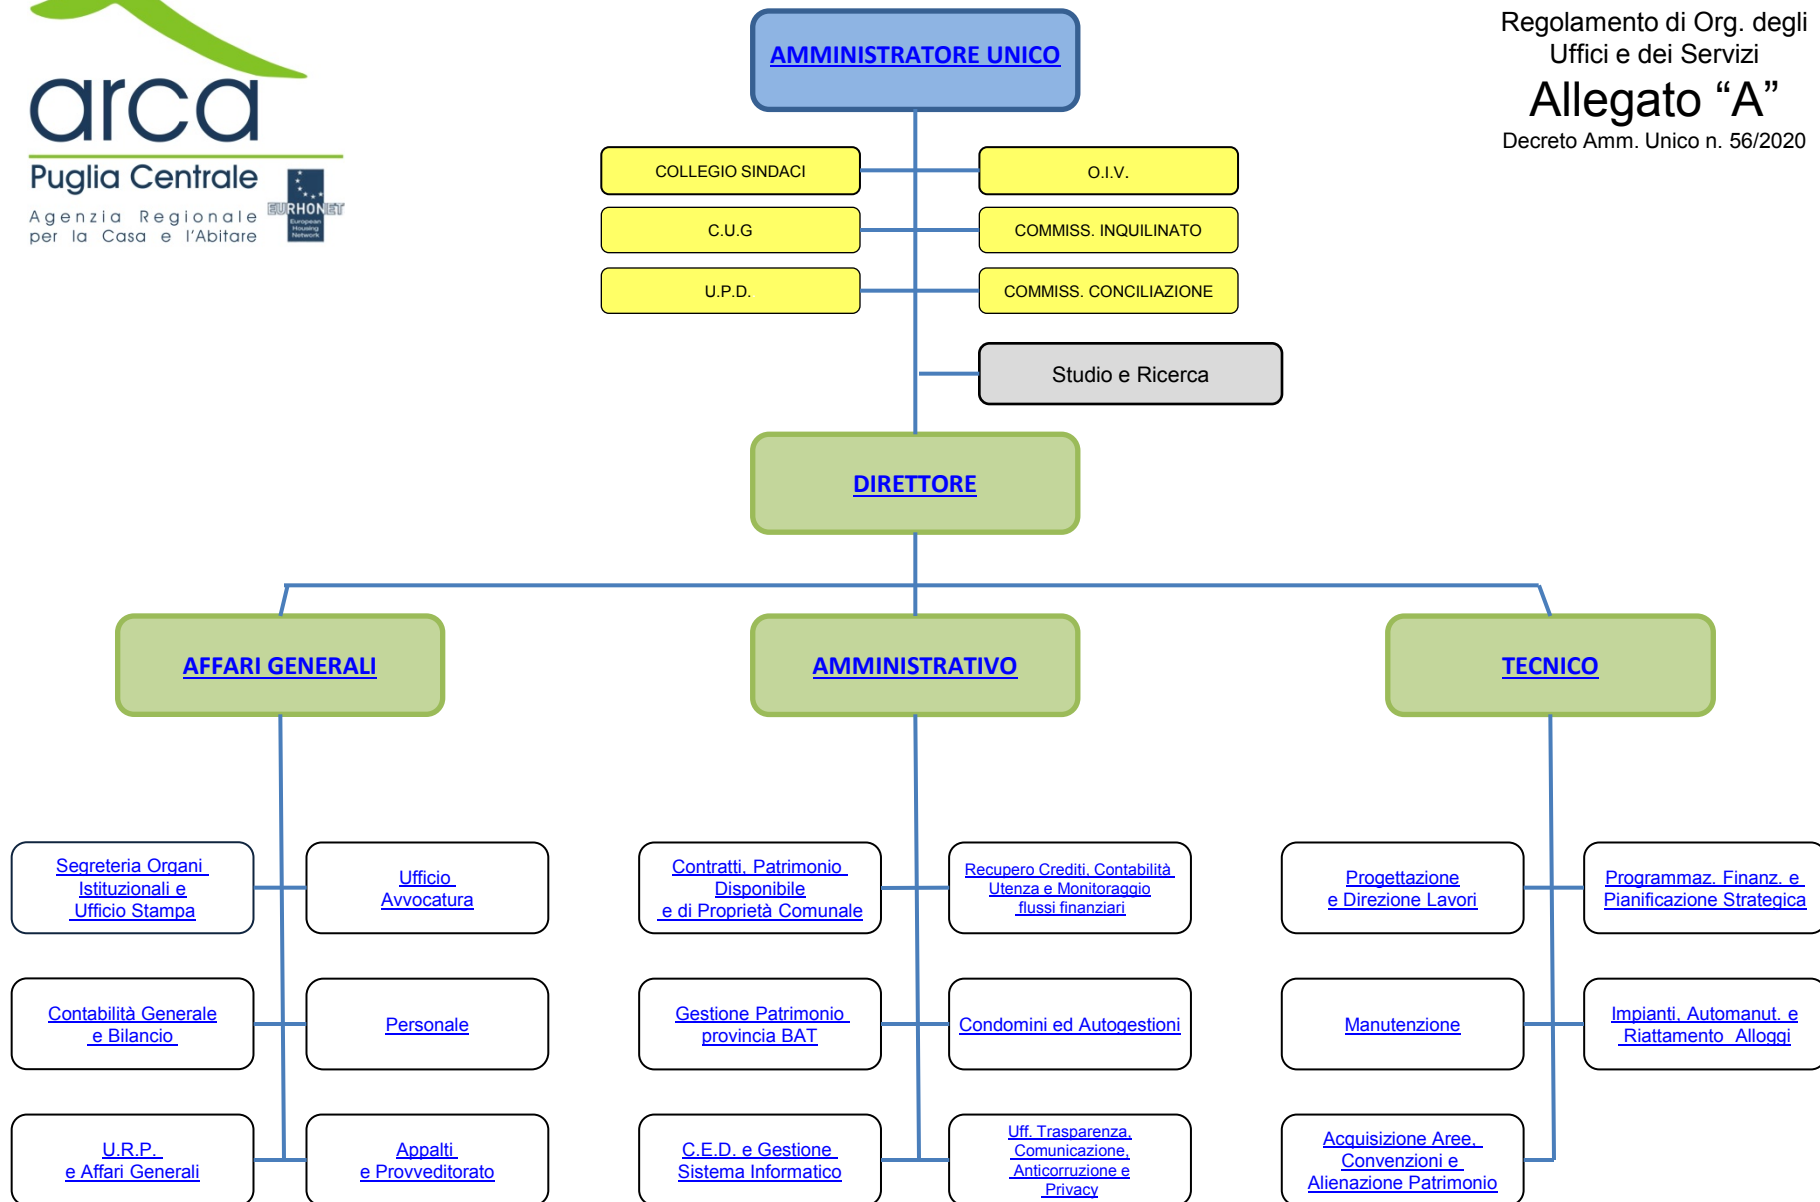 arca
Puglia Centrale
Agenzia Regionale
per la Casa e l'Abitare
EURHONET
European
Housing
Network
Regolamento di Org. degli
Uffici e dei Servizi
Allegato “A”
Decreto Amm. Unico n. 56/2020
AMMINISTRATORE UNICO
COLLEGIO SINDACI
O.I.V.
C.U.G
COMMISS. INQUILINATO
U.P.D.
COMMISS. CONCILIAZIONE
Studio e Ricerca
DIRETTORE
AFFARI GENERALI
AMMINISTRATIVO
TECNICO
Segreteria Organi
Istituzionali e
Ufficio Stampa
Ufficio
Avvocatura
Contratti, Patrimonio
Disponibile
e di Proprietà Comunale
Recupero Crediti, Contabilità
Utenza e Monitoraggio
flussi finanziari
Progettazione
e Direzione Lavori
Programmaz. Finanz. e
Pianificazione Strategica
Contabilità Generale
e Bilancio
Personale
Gestione Patrimonio
provincia BAT
Condomini ed Autogestioni
Manutenzione
Impianti, Automanut. e
Riattamento Alloggi
U.R.P.
e Affari Generali
Appalti
e Provveditorato
C.E.D. e Gestione
Sistema Informatico
Uff. Trasparenza,
Comunicazione,
Anticorruzione e
Privacy
Acquisizione Aree,
Convenzioni e
Alienazione Patrimonio